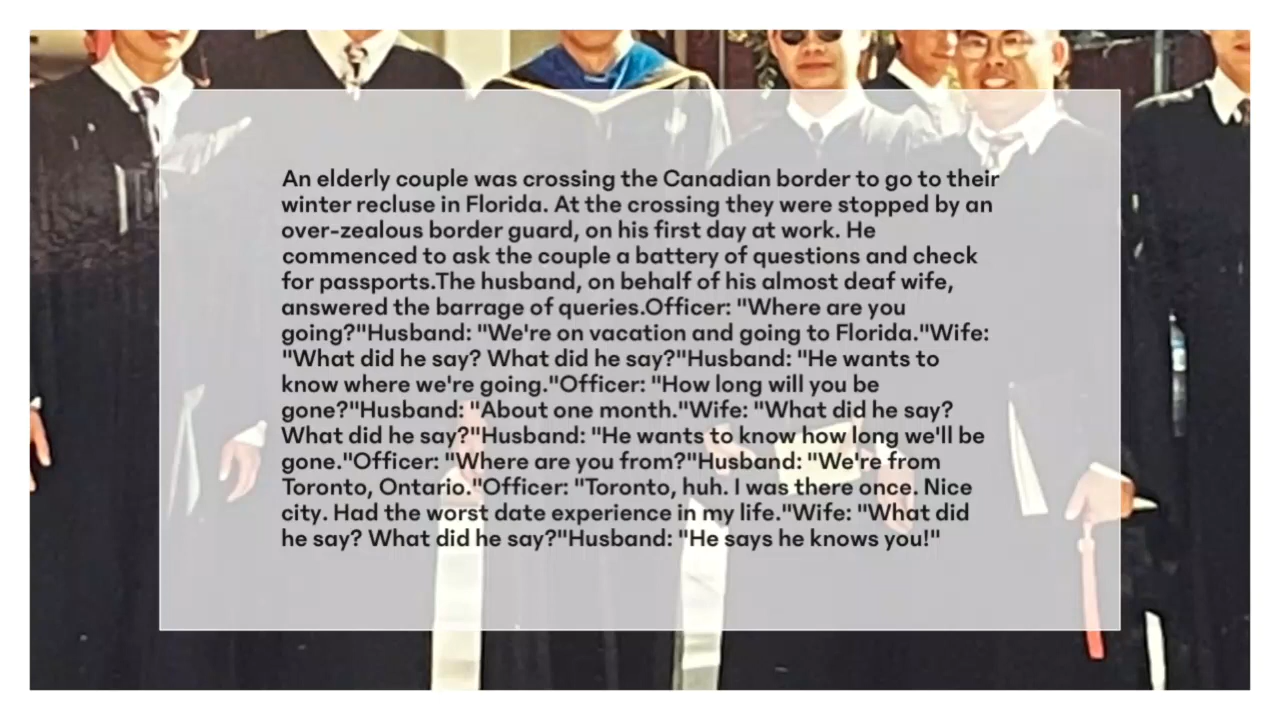 An elderly couple was crossing the Canadian border to go to their
winter recluse in Florida. At the crossing they were stopped by an
over-zealous border guard, on his first day at work. He
commenced to ask the couple a battery of questions and check
for passports.The husband, on behalf of his almost deaf wife,
answered the barrage of queries.Officer: "Where are you
going?"Husband: "We're on vacation and going to Florida."Wife:
"What did he say? What did he say?"Husband: "He wants to
know where we're going."Officer: "How long will you be
gone?"Husband: "About one month."Wife: "What did he say?
What did he say?"Husband: "He wants to know how long we'll be
gone."Officer: "Where are you from?"Husband: "We're from
Toronto, Ontario."Officer: "Toronto, huh. I was there once. Nice
city. Had the worst date experience in my life."Wife: "What did
he say? What did he say?"Husband: "He says he knows you!"